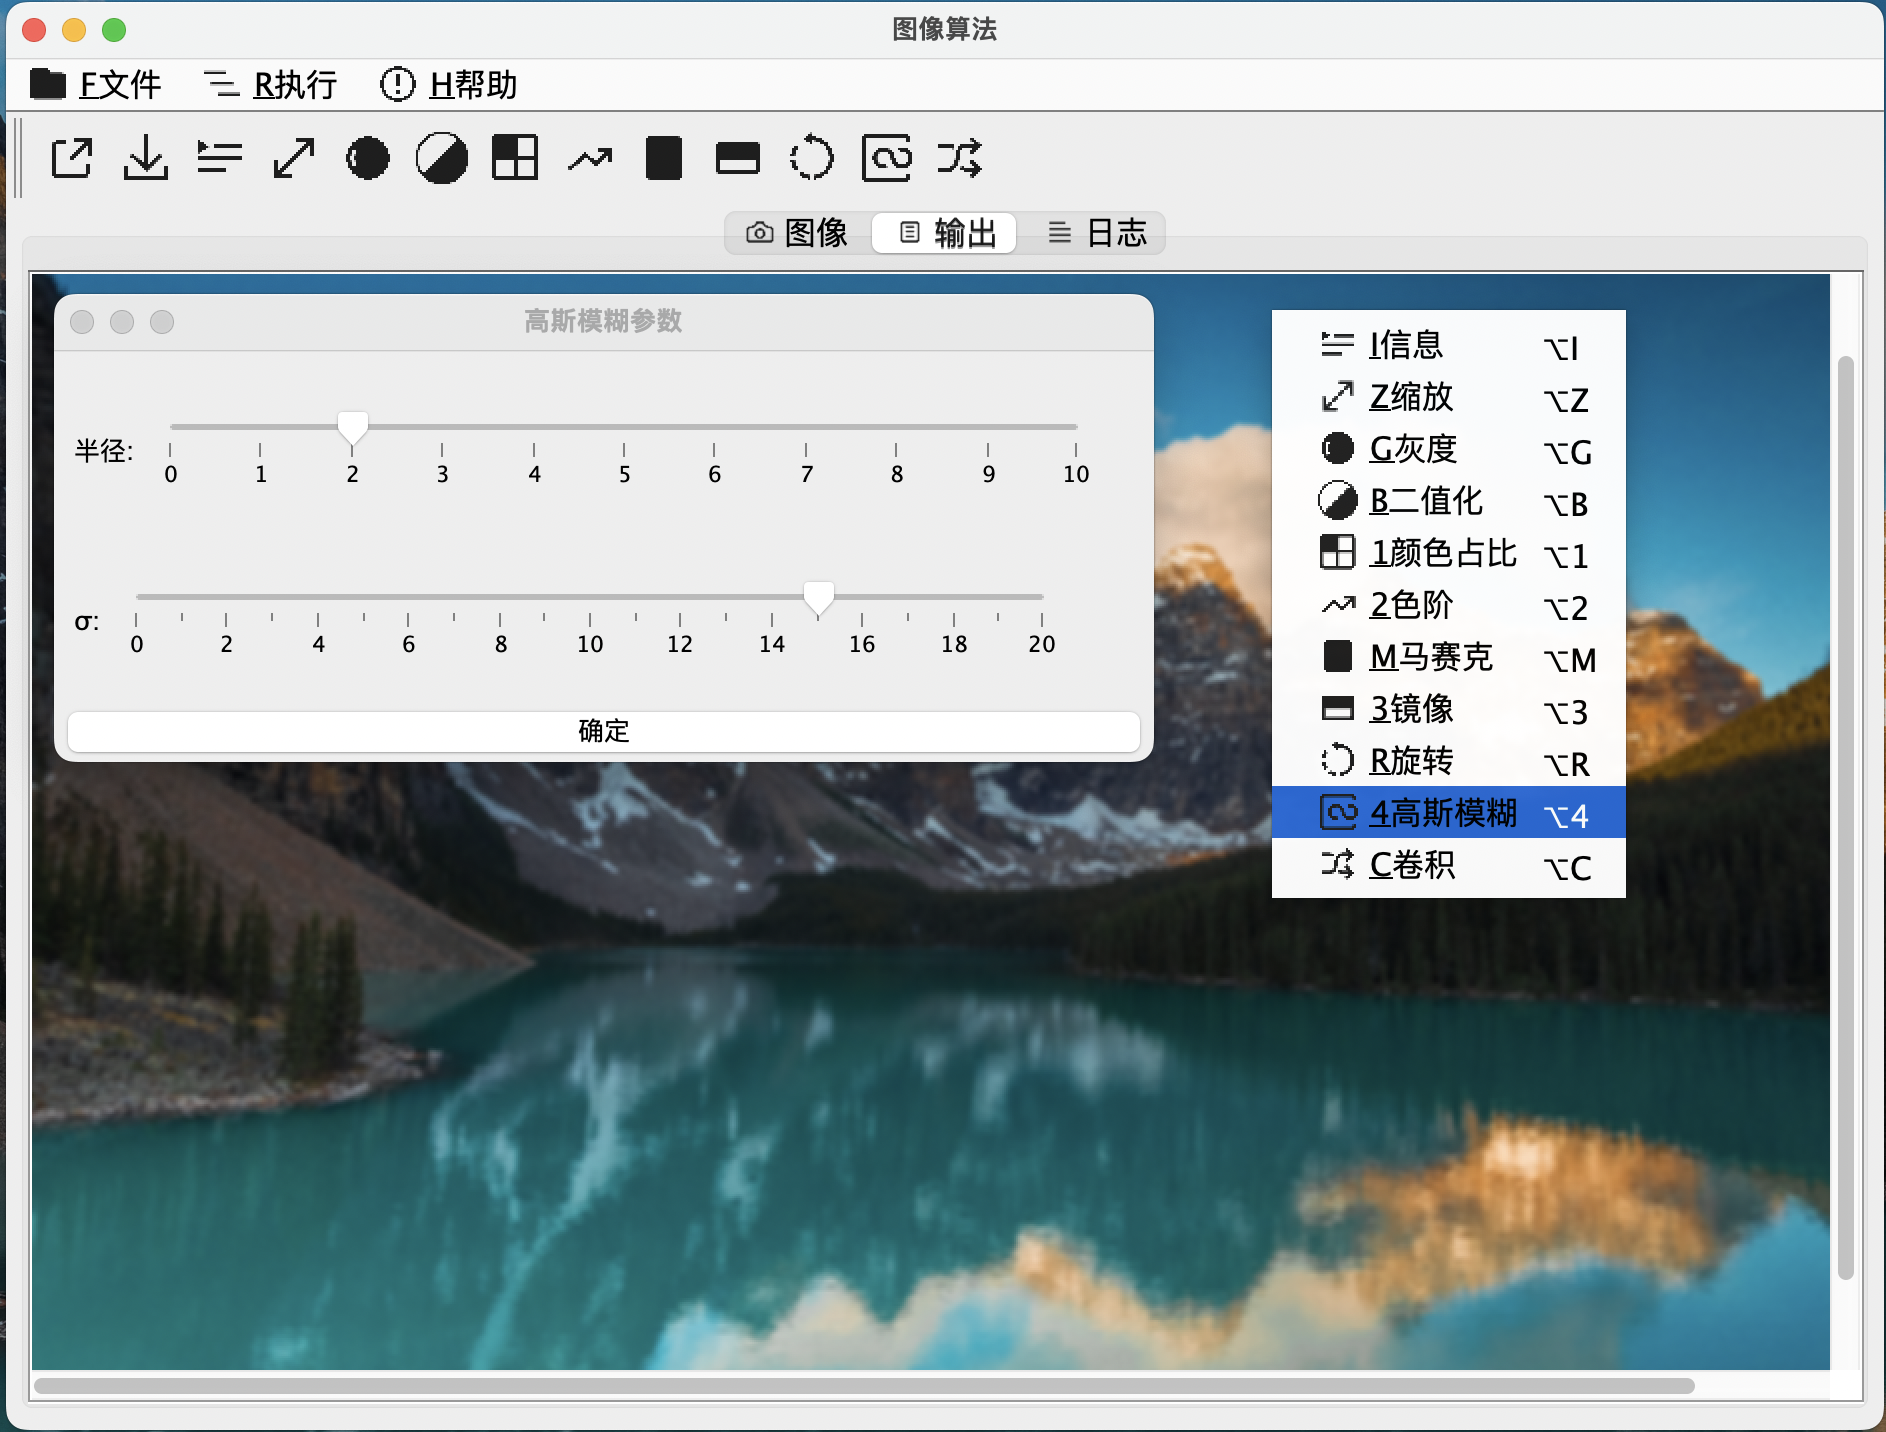 图像算法
F文件 R执行 H帮助
图像 输出 日志
高斯模糊参数
半径:
0 1 2 3 4 5 6 7 8 9 10
σ:
0 2 4 6 8 10 12 14 16 18 20
确定
I信息 ⌥I
Z缩放 ⌥Z
G灰度 ⌥G
B二值化 ⌥B
1颜色占比 ⌥1
2色阶 ⌥2
M马赛克 ⌥M
3镜像 ⌥3
R旋转 ⌥R
4高斯模糊 ⌥4
C卷积 ⌥C